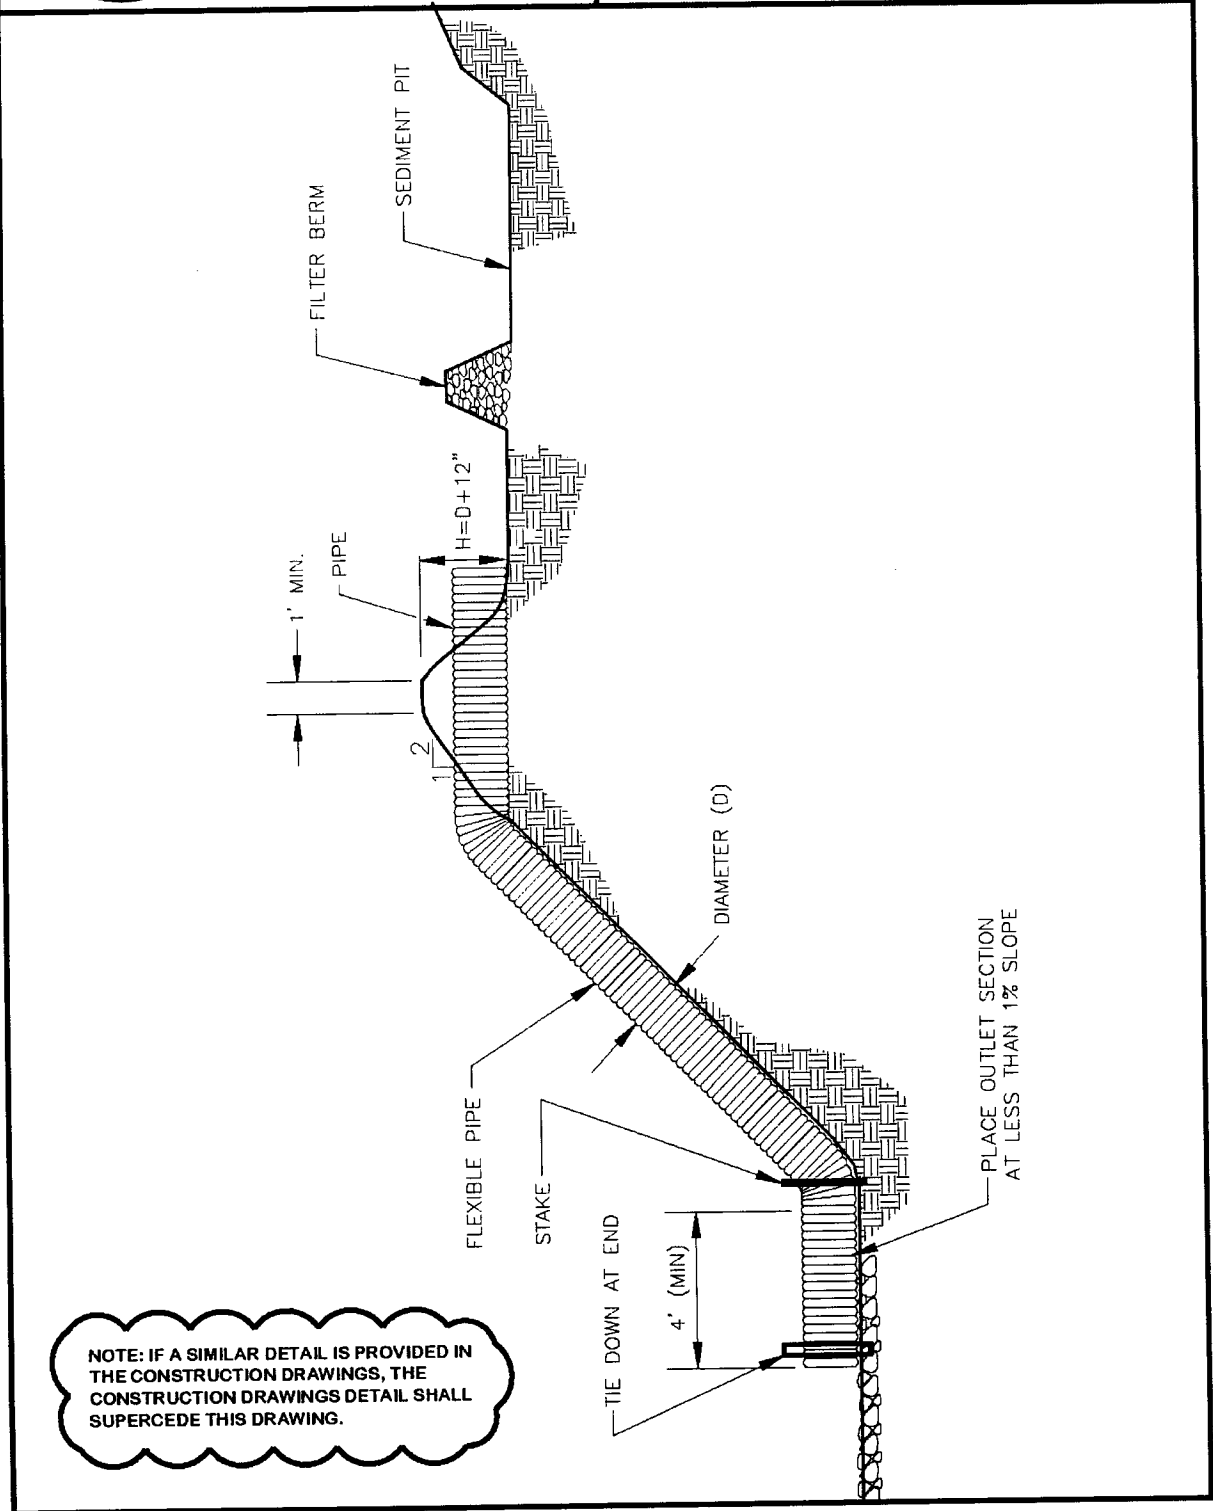 SEDIMENT PIT
FILTER BERM
H=D+12"
PIPE
1' MIN.
2
1
DIAMETER (D)
FLEXIBLE PIPE
STAKE
PLACE OUTLET SECTION
AT LESS THAN 1% SLOPE
4' (MIN)
TIE DOWN AT END
NOTE: IF A SIMILAR DETAIL IS PROVIDED IN
THE CONSTRUCTION DRAWINGS, THE
CONSTRUCTION DRAWINGS DETAIL SHALL
SUPERCEDE THIS DRAWING.